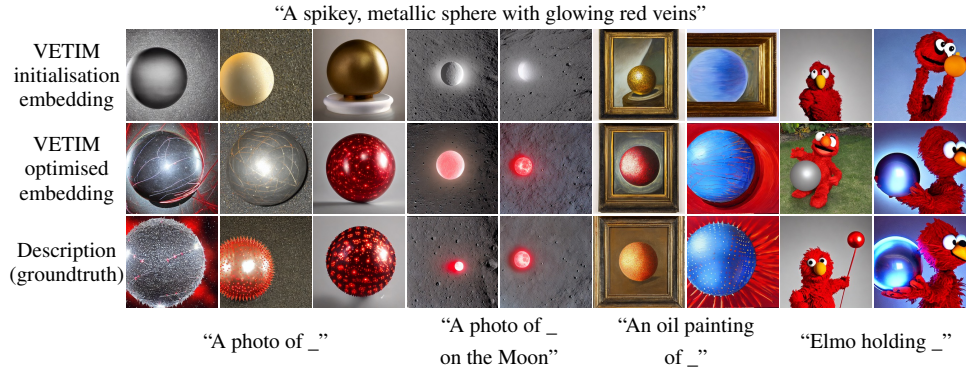 “A spikey, metallic sphere with glowing red veins”
VETIM
initialisation
embedding
VETIM
optimised
embedding
Description
(groundtruth)
“A photo of _”
“A photo of _
on the Moon”
“An oil painting
of _”
“Elmo holding _”